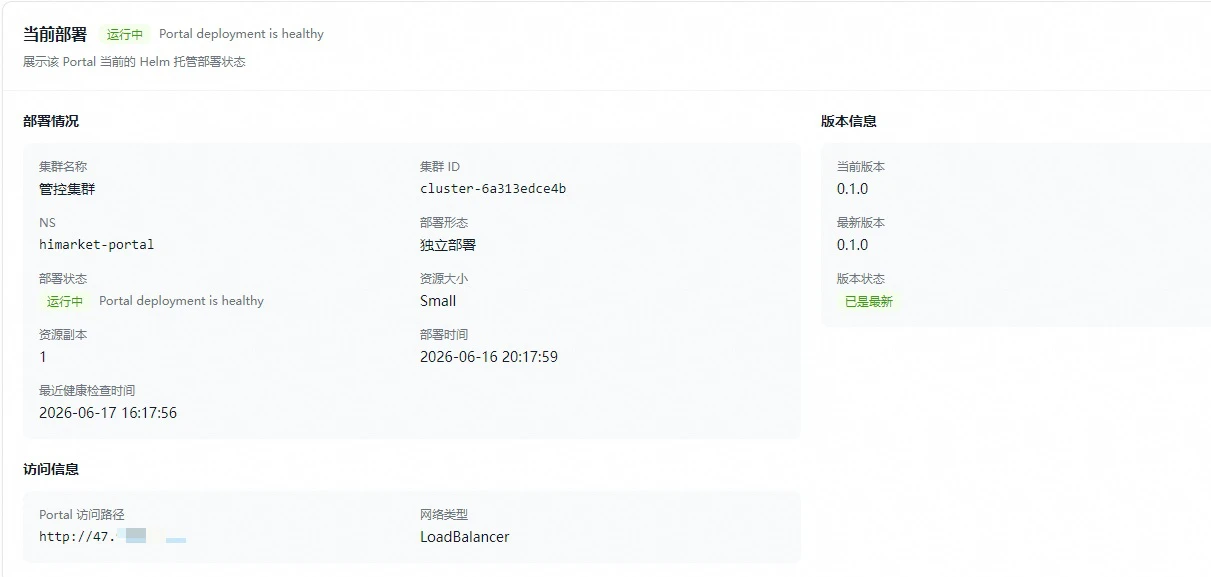 当前部署 运行中 Portal deployment is healthy
展示该 Portal 当前的 Helm 托管部署状态
部署情况
集群名称 集群 ID
管控集群 cluster-6a313edce4b
NS 部署形态
himarket-portal 独立部署
部署状态 资源大小
运行中 Portal deployment is healthy Small
资源副本 部署时间
1 2026-06-16 20:17:59
最近健康检查时间
2026-06-17 16:17:56
版本信息
当前版本
0.1.0
最新版本
0.1.0
版本状态
已是最新
访问信息
Portal 访问路径 网络类型
http://47. LoadBalancer